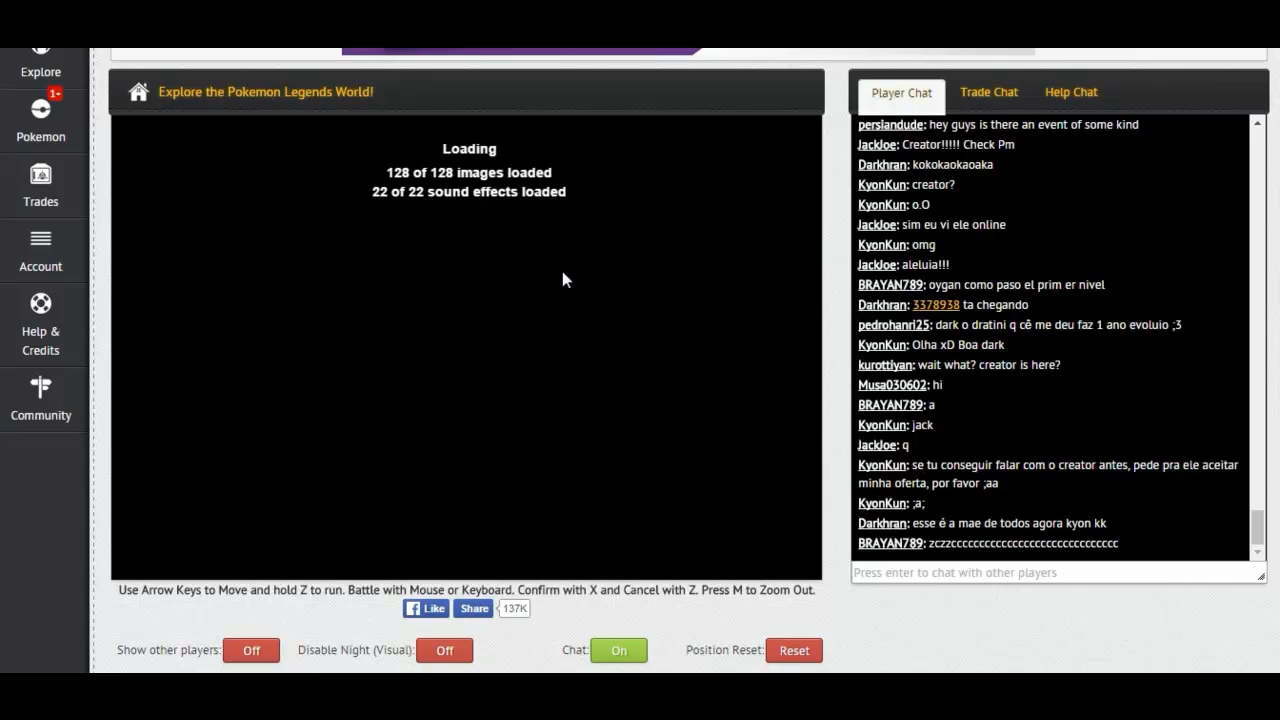 Explore
1+
Pokemon
Trades
Account
Help &
Credits
Community
Explore the Pokemon Legends World!
Loading
128 of 128 images loaded
22 of 22 sound effects loaded
Use Arrow Keys to Move and hold Z to run. Battle with Mouse or Keyboard. Confirm with X and Cancel with Z. Press M to Zoom Out.
Like Share 137K
Show other players: Off Disable Night (Visual): Off Chat: On Position Reset: Reset
Player Chat Trade Chat Help Chat
persiandude: hey guys is there an event of some kind
JackJoe: Creator!!!!! Check Pm
Darkhran: kokokaokaoaka
KyonKun: creator?
KyonKun: o.O
JackJoe: sim eu vi ele online
KyonKun: omg
JackJoe: aleluia!!!
BRAYAN789: oygan como paso el prim er nivel
Darkhran: 3378938 ta chegando
pedrohanri25: dark o dratini q cê me deu faz 1 ano evoluio ;3
KyonKun: Olha xD Boa dark
kurottiyan: wait what? creator is here?
Musa030602: hi
BRAYAN789: a
KyonKun: jack
JackJoe: q
KyonKun: se tu conseguir falar com o creator antes, pede pra ele aceitar
minha oferta, por favor ;aa
KyonKun: ;a;
Darkhran: esse é a mae de todos agora kyon kk
BRAYAN789: zczzcccccccccccccccccccccccccccccc
Press enter to chat with other players